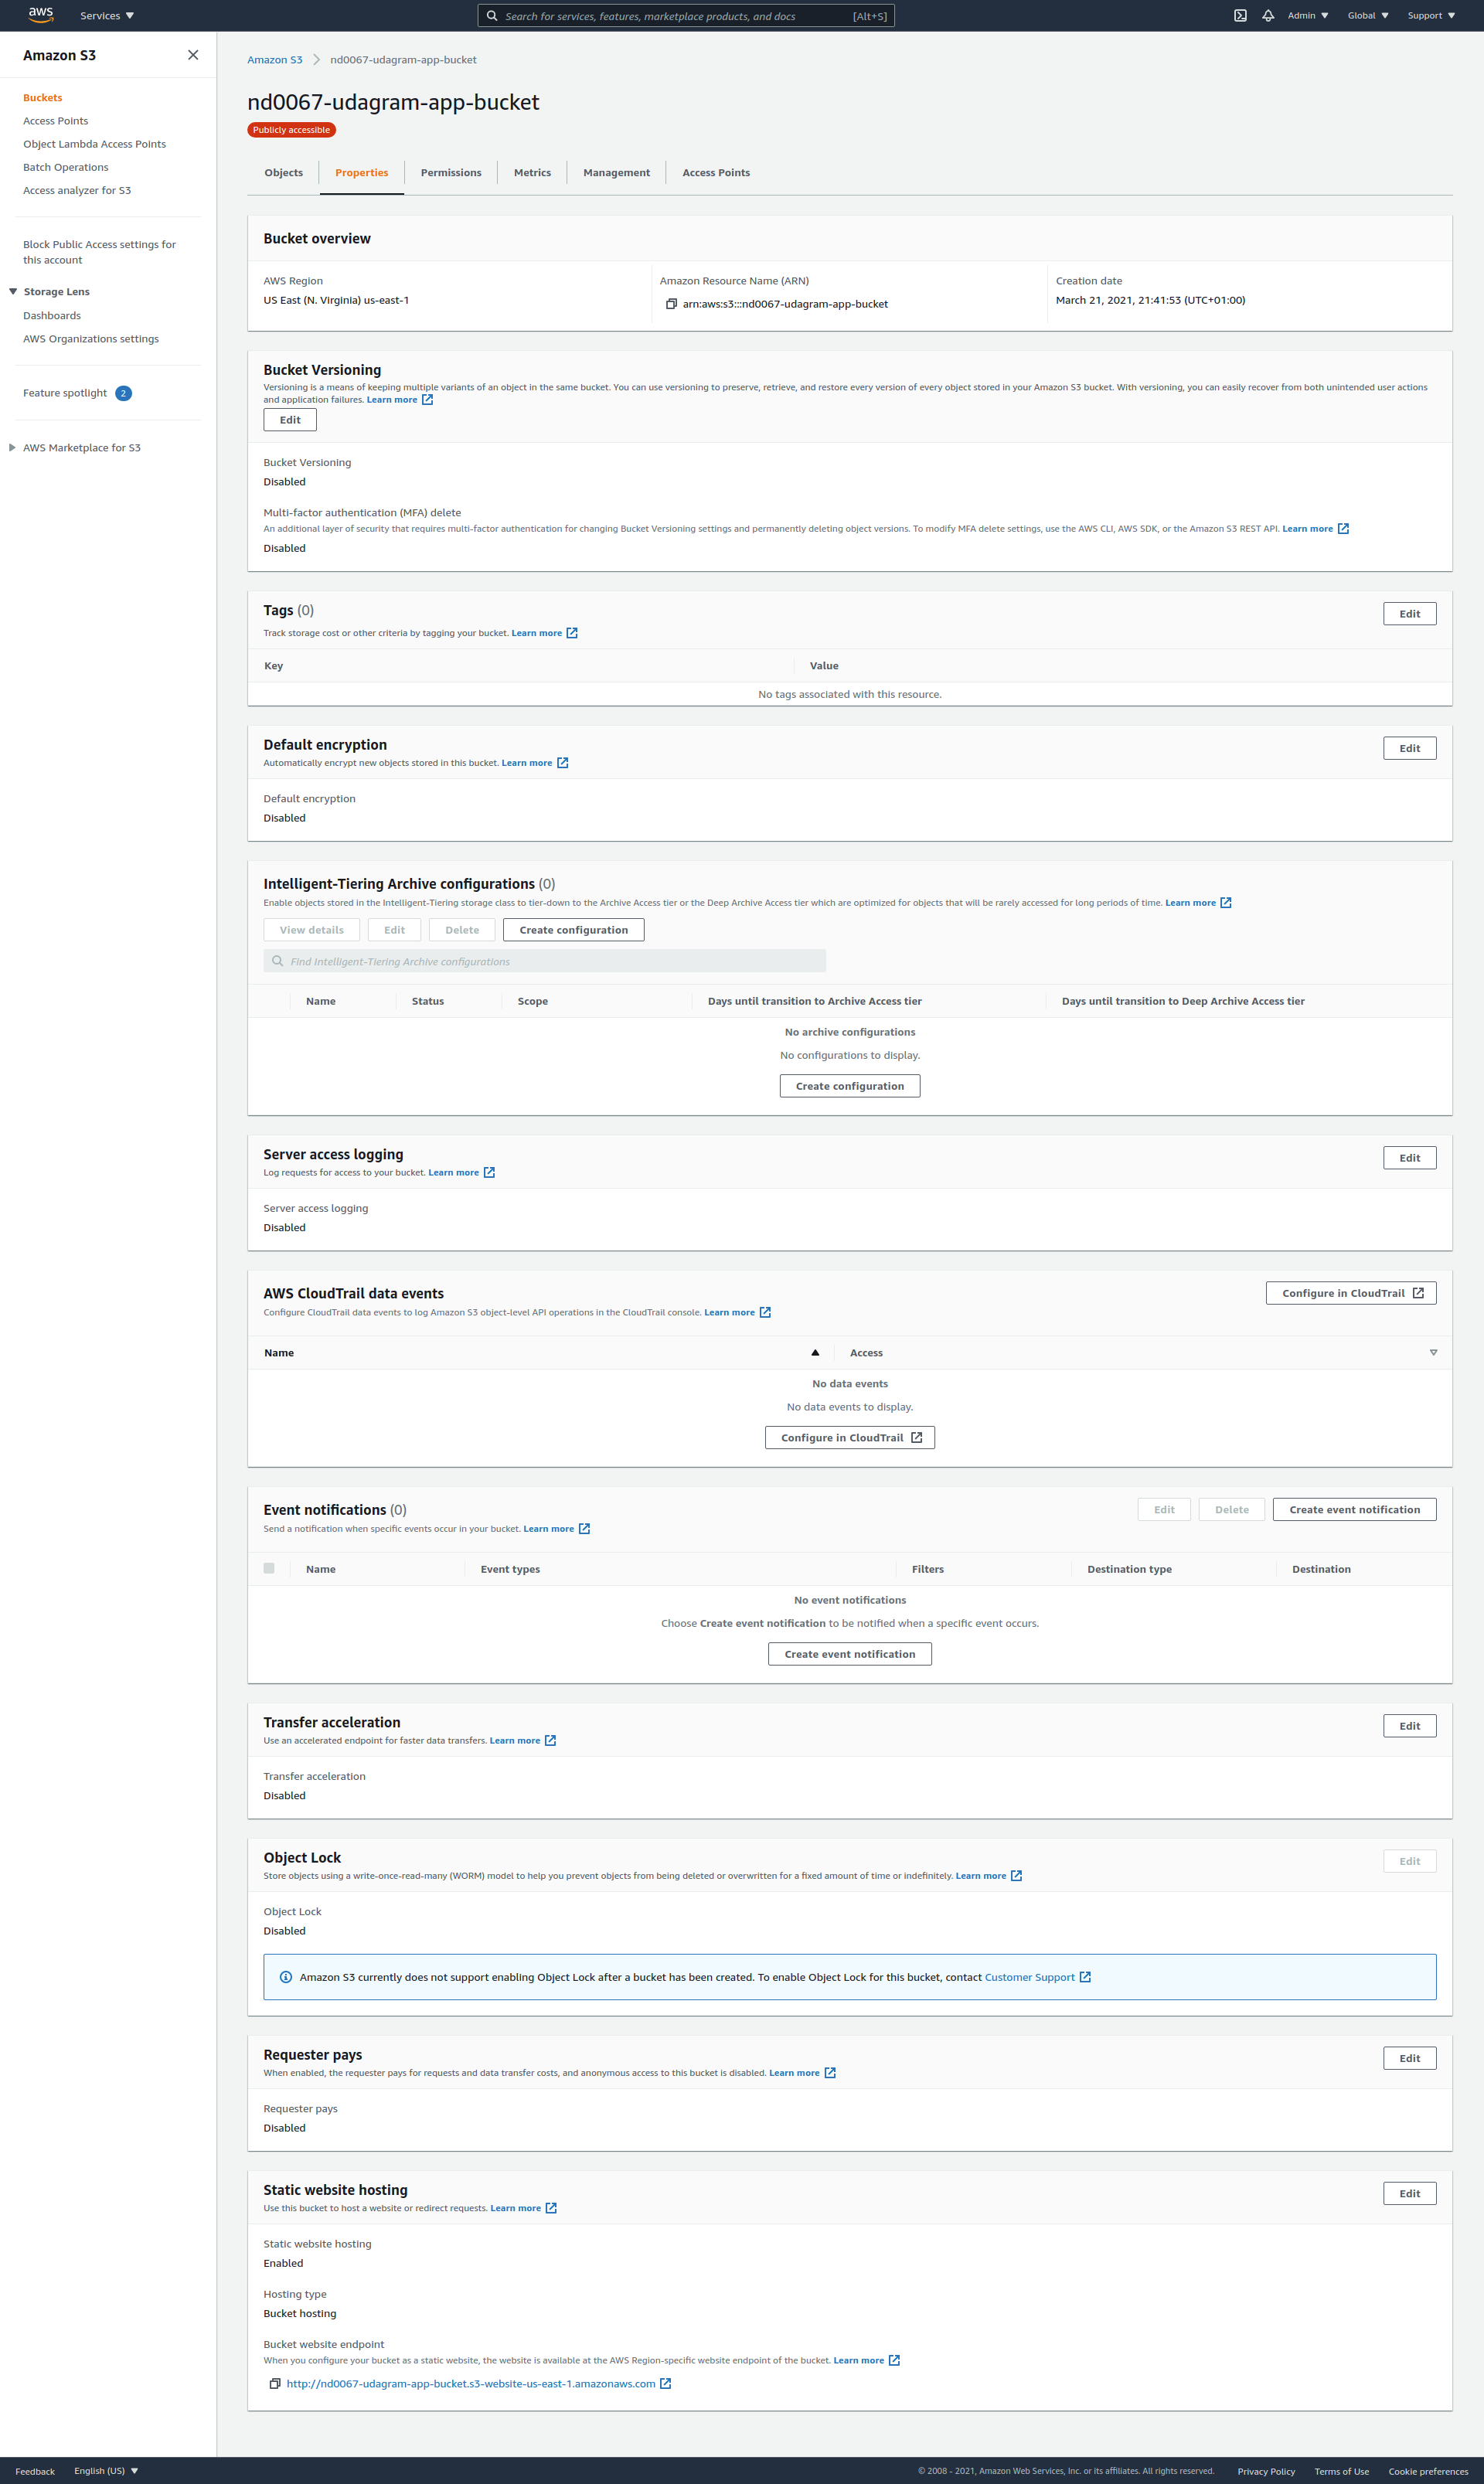 aws
Services
Search for services, features, marketplace products, and docs [Alt+S]
Admin
Global
Support
Amazon S3
Buckets
Access Points
Object Lambda Access Points
Batch Operations
Access analyzer for S3
Block Public Access settings for
this account
Storage Lens
Dashboards
AWS Organizations settings
Feature spotlight 2
AWS Marketplace for S3
Amazon S3 nd0067-udagram-app-bucket
nd0067-udagram-app-bucket
Publicly accessible
Objects Properties Permissions Metrics Management Access Points
Bucket overview
AWS Region
US East (N. Virginia) us-east-1
Amazon Resource Name (ARN)
arn:aws:s3:::nd0067-udagram-app-bucket
Creation date
March 21, 2021, 21:41:53 (UTC+01:00)
Bucket Versioning
Versioning is a means of keeping multiple variants of an object in the same bucket. You can use versioning to preserve, retrieve, and restore every version of every object stored in your Amazon S3 bucket. With versioning, you can easily recover from both unintended user actions
and application failures. Learn more
Edit
Bucket Versioning
Disabled
Multi-factor authentication (MFA) delete
An additional layer of security that requires multi-factor authentication for changing Bucket Versioning settings and permanently deleting object versions. To modify MFA delete settings, use the AWS CLI, AWS SDK, or the Amazon S3 REST API. Learn more
Disabled
Tags (0)
Edit
Track storage cost or other criteria by tagging your bucket. Learn more
Key Value
No tags associated with this resource.
Default encryption
Edit
Automatically encrypt new objects stored in this bucket. Learn more
Default encryption
Disabled
Intelligent-Tiering Archive configurations (0)
Enable objects stored in the Intelligent-Tiering storage class to tier-down to the Archive Access tier or the Deep Archive Access tier which are optimized for objects that will be rarely accessed for long periods of time. Learn more
View details Edit Delete Create configuration
Find Intelligent-Tiering Archive configurations
Name Status Scope Days until transition to Archive Access tier Days until transition to Deep Archive Access tier
No archive configurations
No configurations to display.
Create configuration
Server access logging
Edit
Log requests for access to your bucket. Learn more
Server access logging
Disabled
AWS CloudTrail data events
Configure in CloudTrail
Configure CloudTrail data events to log Amazon S3 object-level API operations in the CloudTrail console. Learn more
Name Access
No data events
No data events to display.
Configure in CloudTrail
Event notifications (0)
Edit Delete Create event notification
Send a notification when specific events occur in your bucket. Learn more
Name Event types Filters Destination type Destination
No event notifications
Choose Create event notification to be notified when a specific event occurs.
Create event notification
Transfer acceleration
Edit
Use an accelerated endpoint for faster data transfers. Learn more
Transfer acceleration
Disabled
Object Lock
Edit
Store objects using a write-once-read-many (WORM) model to help you prevent objects from being deleted or overwritten for a fixed amount of time or indefinitely. Learn more
Object Lock
Disabled
Amazon S3 currently does not support enabling Object Lock after a bucket has been created. To enable Object Lock for this bucket, contact Customer Support
Requester pays
Edit
When enabled, the requester pays for requests and data transfer costs, and anonymous access to this bucket is disabled. Learn more
Requester pays
Disabled
Static website hosting
Edit
Use this bucket to host a website or redirect requests. Learn more
Static website hosting
Enabled
Hosting type
Bucket hosting
Bucket website endpoint
When you configure your bucket as a static website, the website is available at the AWS Region-specific website endpoint of the bucket. Learn more
http://nd0067-udagram-app-bucket.s3-website-us-east-1.amazonaws.com
Feedback English (US)
© 2008 - 2021, Amazon Web Services, Inc. or its affiliates. All rights reserved. Privacy Policy Terms of Use Cookie preferences